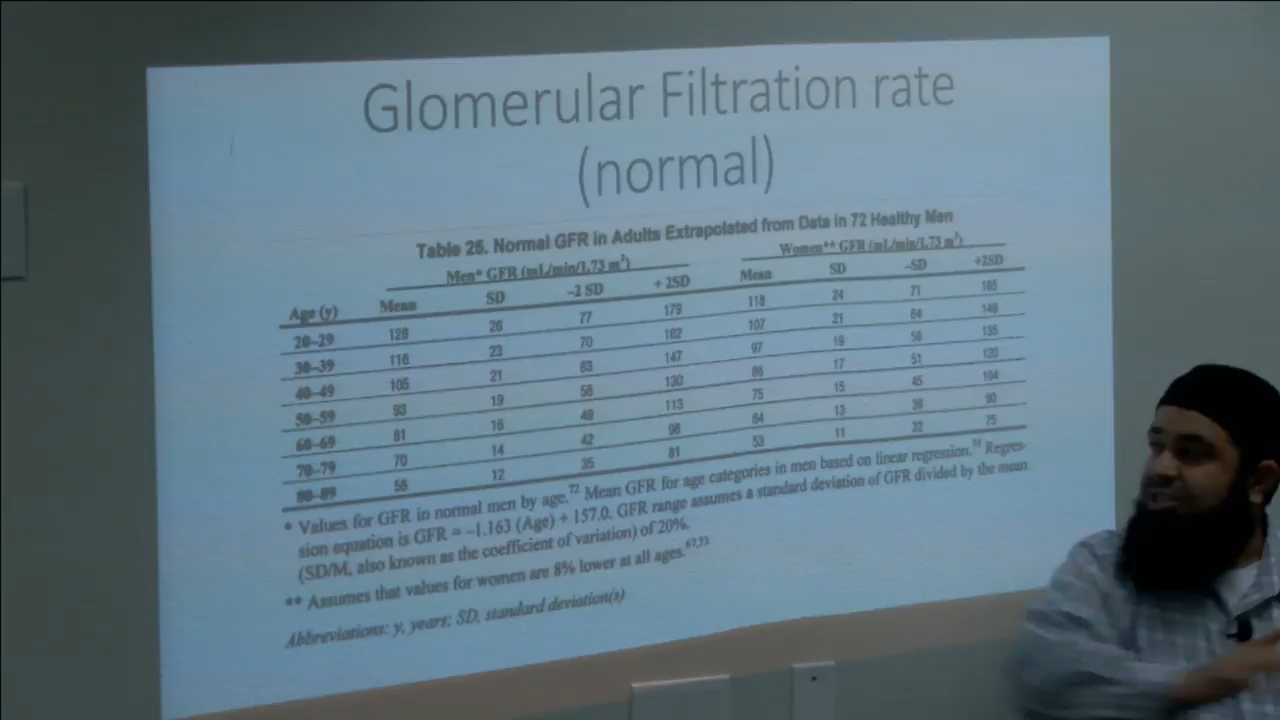 Glomerular Filtration rate
(normal)
Table 25. Normal GFR in Adults Extrapolated from Data in 72 Healthy Men
Men* GFR (mL/min/1.73 m²) Women** GFR (mL/min/1.73 m²)
Age (y) Mean SD –2 SD + 2SD Mean SD –SD +2SD
20–29 128 26 77 179 118 24 71 165
30–39 116 23 70 162 107 21 64 149
40–49 105 21 63 147 97 19 58 135
50–59 93 19 56 130 86 17 51 120
60–69 81 16 49 113 75 15 45 104
70–79 70 14 42 98 64 13 39 90
80–89 58 12 35 81 53 11 32 75
* Values for GFR in normal men by age.72 Mean GFR for age categories in men based on linear regression. Regres-
sion equation is GFR = –1.163 (Age) + 157.0. GFR range assumes a standard deviation of GFR divided by the mean
(SD/M, also known as the coefficient of variation) of 20%.
** Assumes that values for women are 8% lower at all ages.
Abbreviations: y, years; SD, standard deviation(s)